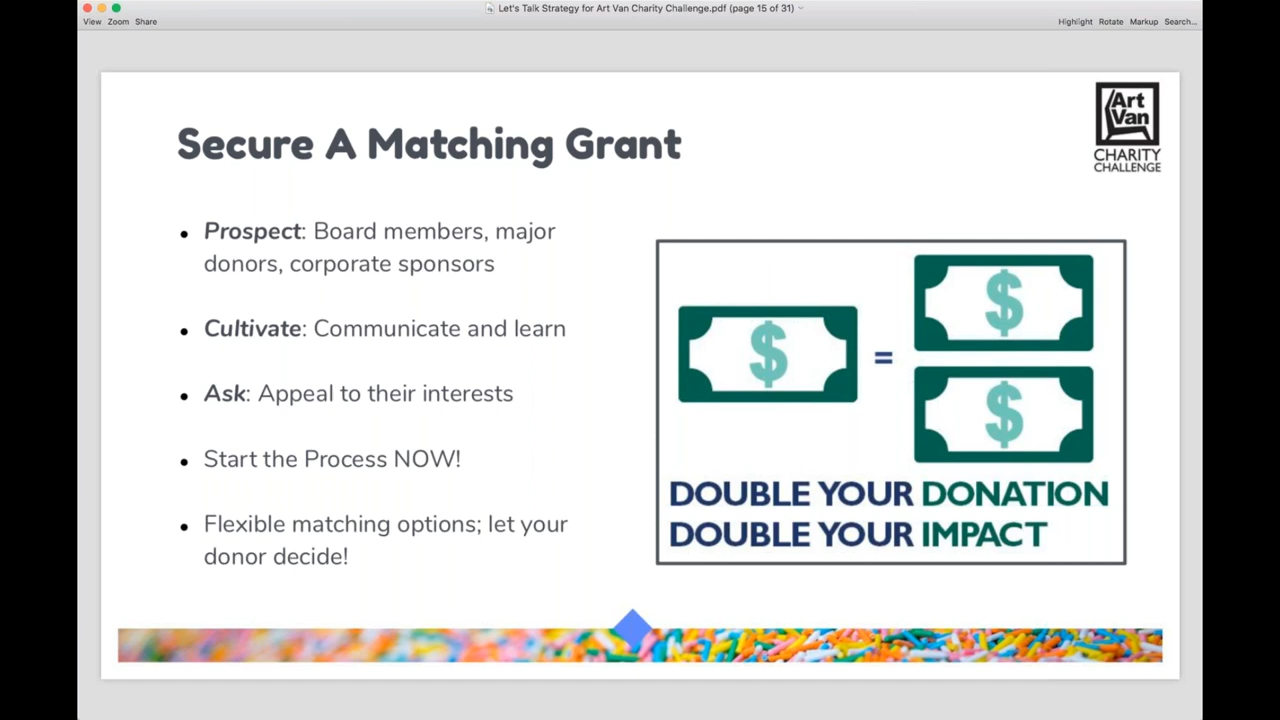 Let's Talk Strategy for Art Van Charity Challenge.pdf (page 15 of 31)
View Zoom Share
Highlight Rotate Markup Search...
Art
Van
CHARITY
CHALLENGE
Secure A Matching Grant
• Prospect: Board members, major
donors, corporate sponsors
• Cultivate: Communicate and learn
• Ask: Appeal to their interests
• Start the Process NOW!
• Flexible matching options; let your
donor decide!
$ = $
$
DOUBLE YOUR DONATION
DOUBLE YOUR IMPACT